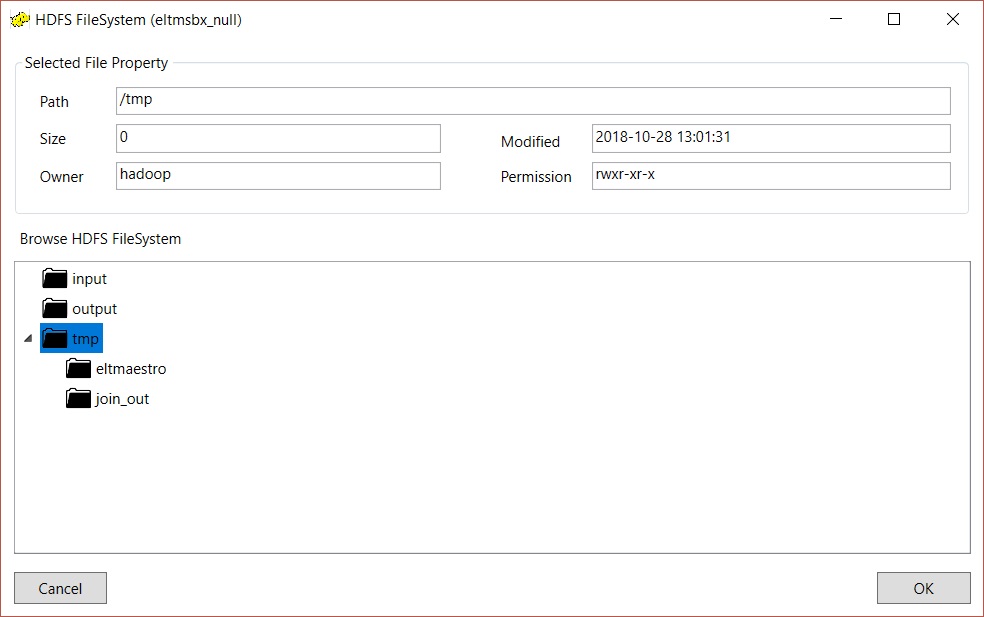 HDFS FileSystem (eltmsbx_null)
Selected File Property
Path /tmp
Size 0 Modified 2018-10-28 13:01:31
Owner hadoop Permission rwxr-xr-x
Browse HDFS FileSystem
input
output
tmp
eltmaestro
join_out
Cancel OK